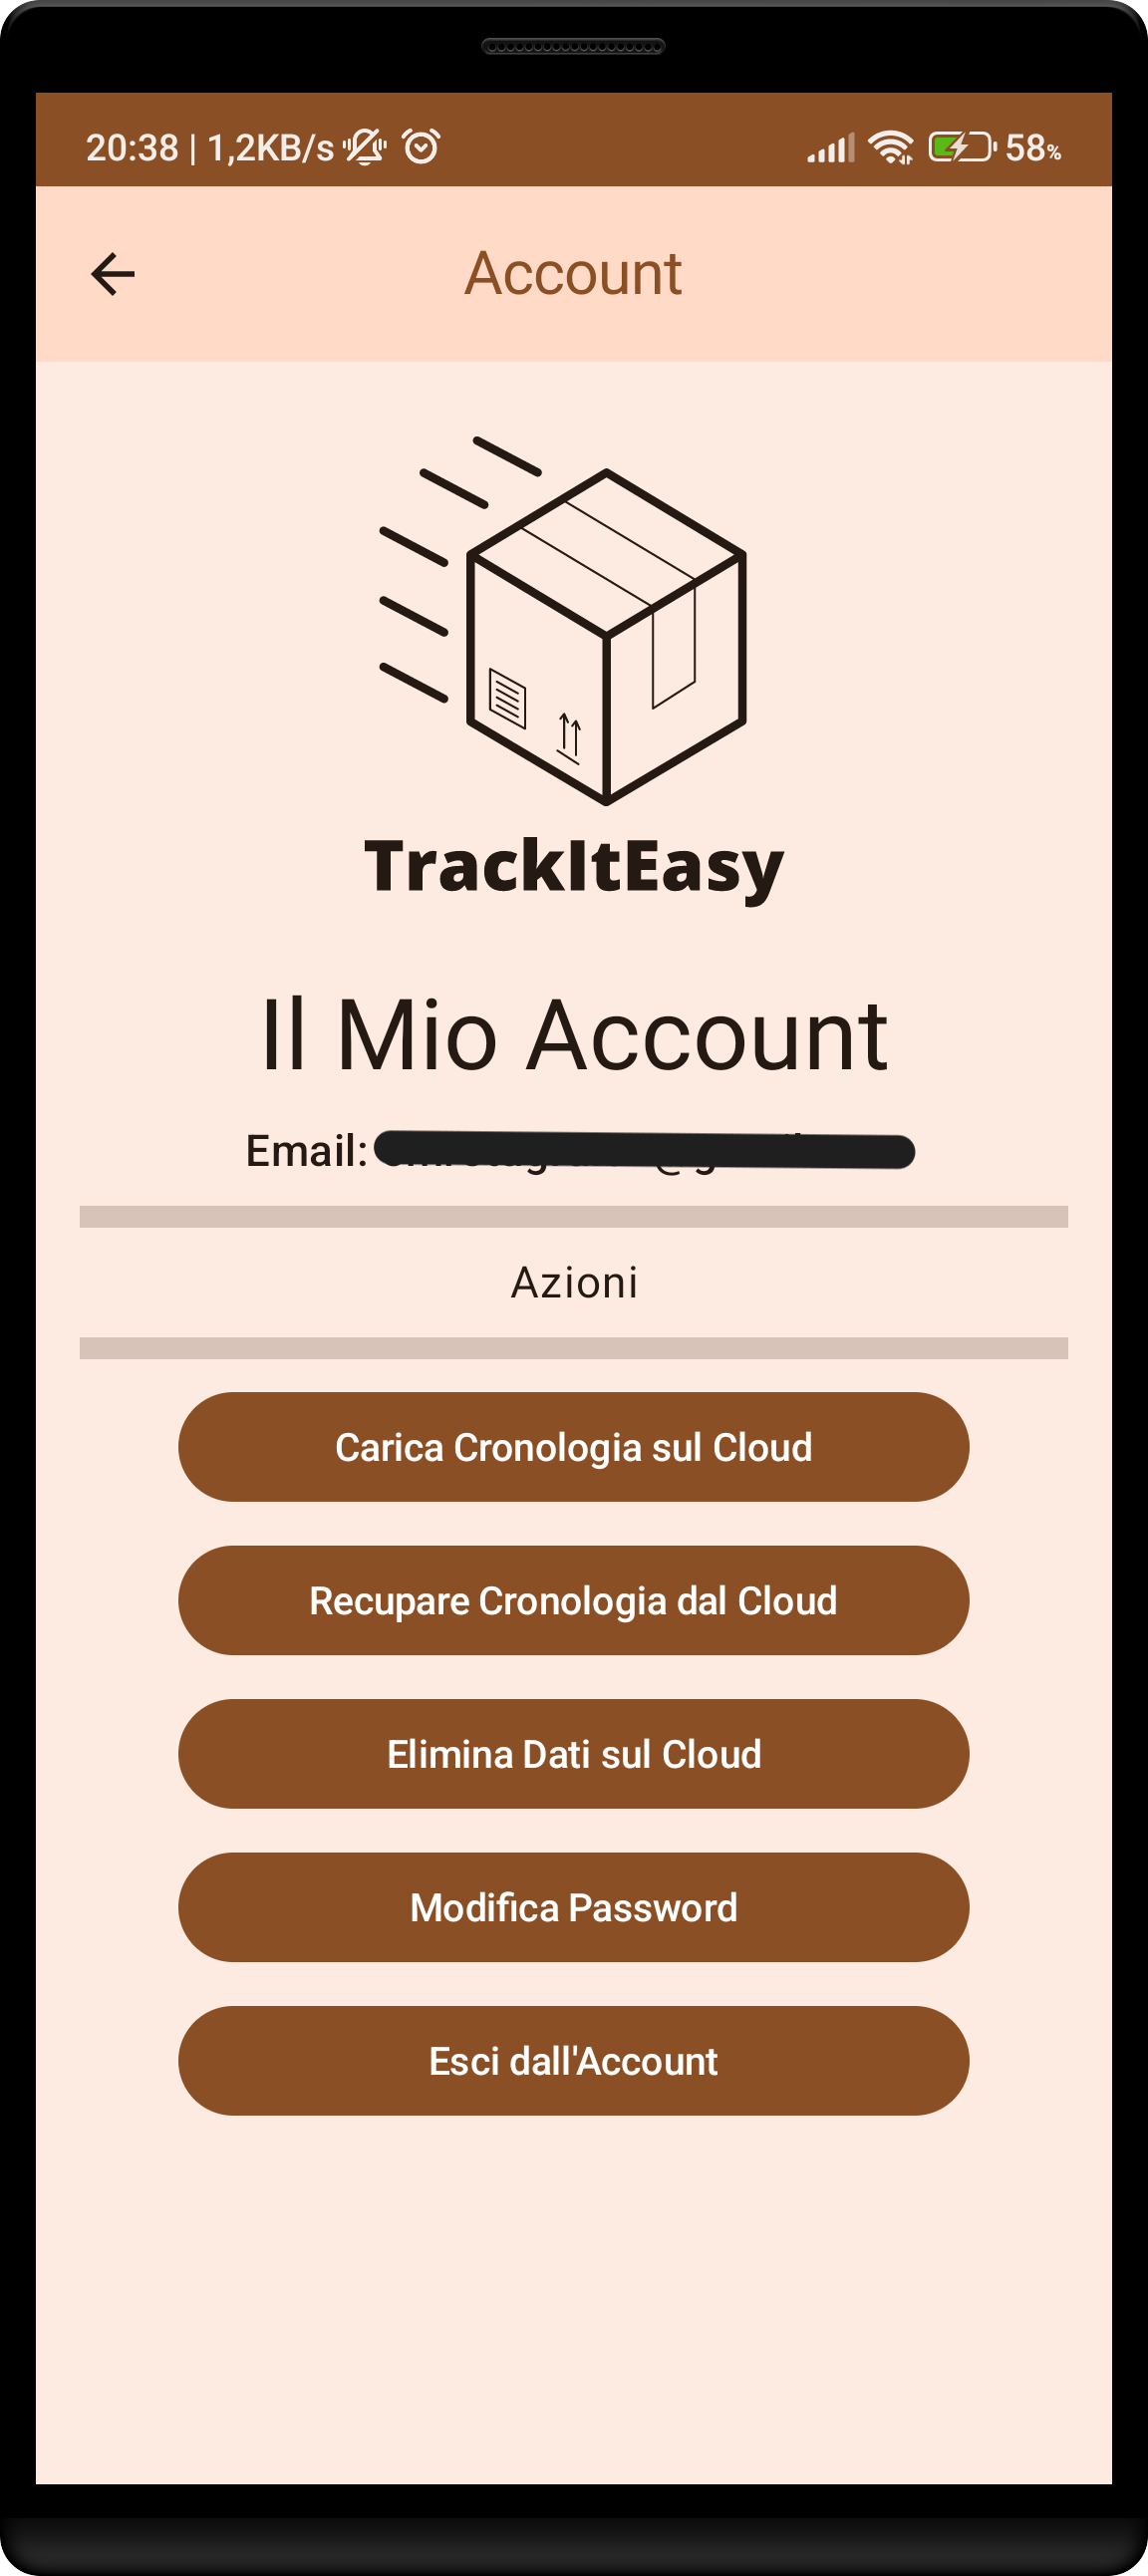 20:38 | 1,2KB/s 58%
Account
TrackItEasy
Il Mio Account
Email:
Azioni
Carica Cronologia sul Cloud
Recupare Cronologia dal Cloud
Elimina Dati sul Cloud
Modifica Password
Esci dall'Account